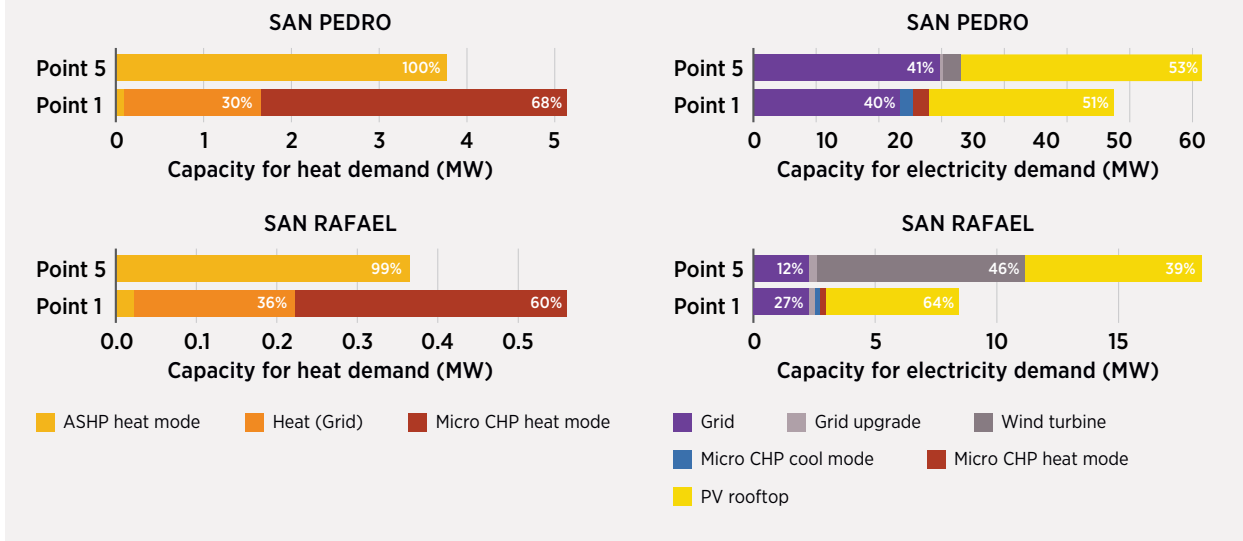 SAN PEDRO
Point 5 100%
Point 1 30% 68%
0 1 2 3 4 5
Capacity for heat demand (MW)
SAN PEDRO
Point 5 41% 53%
Point 1 40% 51%
0 10 20 30 40 50 60
Capacity for electricity demand (MW)
SAN RAFAEL
Point 5 99%
Point 1 36% 60%
0.0 0.1 0.2 0.3 0.4 0.5
Capacity for heat demand (MW)
SAN RAFAEL
Point 5 12% 46% 39%
Point 1 27% 64%
0 5 10 15
Capacity for electricity demand (MW)
ASHP heat mode Heat (Grid) Micro CHP heat mode
Grid Grid upgrade Wind turbine
Micro CHP cool mode Micro CHP heat mode
PV rooftop